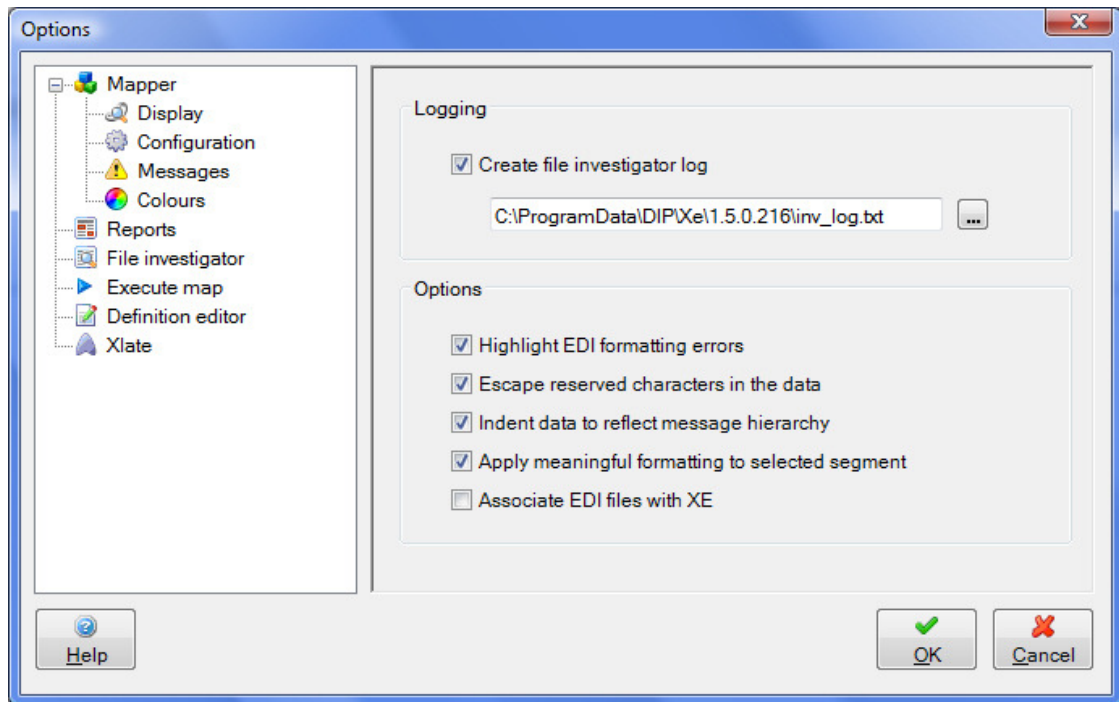 Options
Mapper
Display
Configuration
Messages
Colours
Reports
File investigator
Execute map
Definition editor
Xlate
Logging
Create file investigator log
C:\ProgramData\DIP\Xe\1.5.0.216\inv_log.txt
...
Options
Highlight EDI formatting errors
Escape reserved characters in the data
Indent data to reflect message hierarchy
Apply meaningful formatting to selected segment
Associate EDI files with XE
Help
OK
Cancel